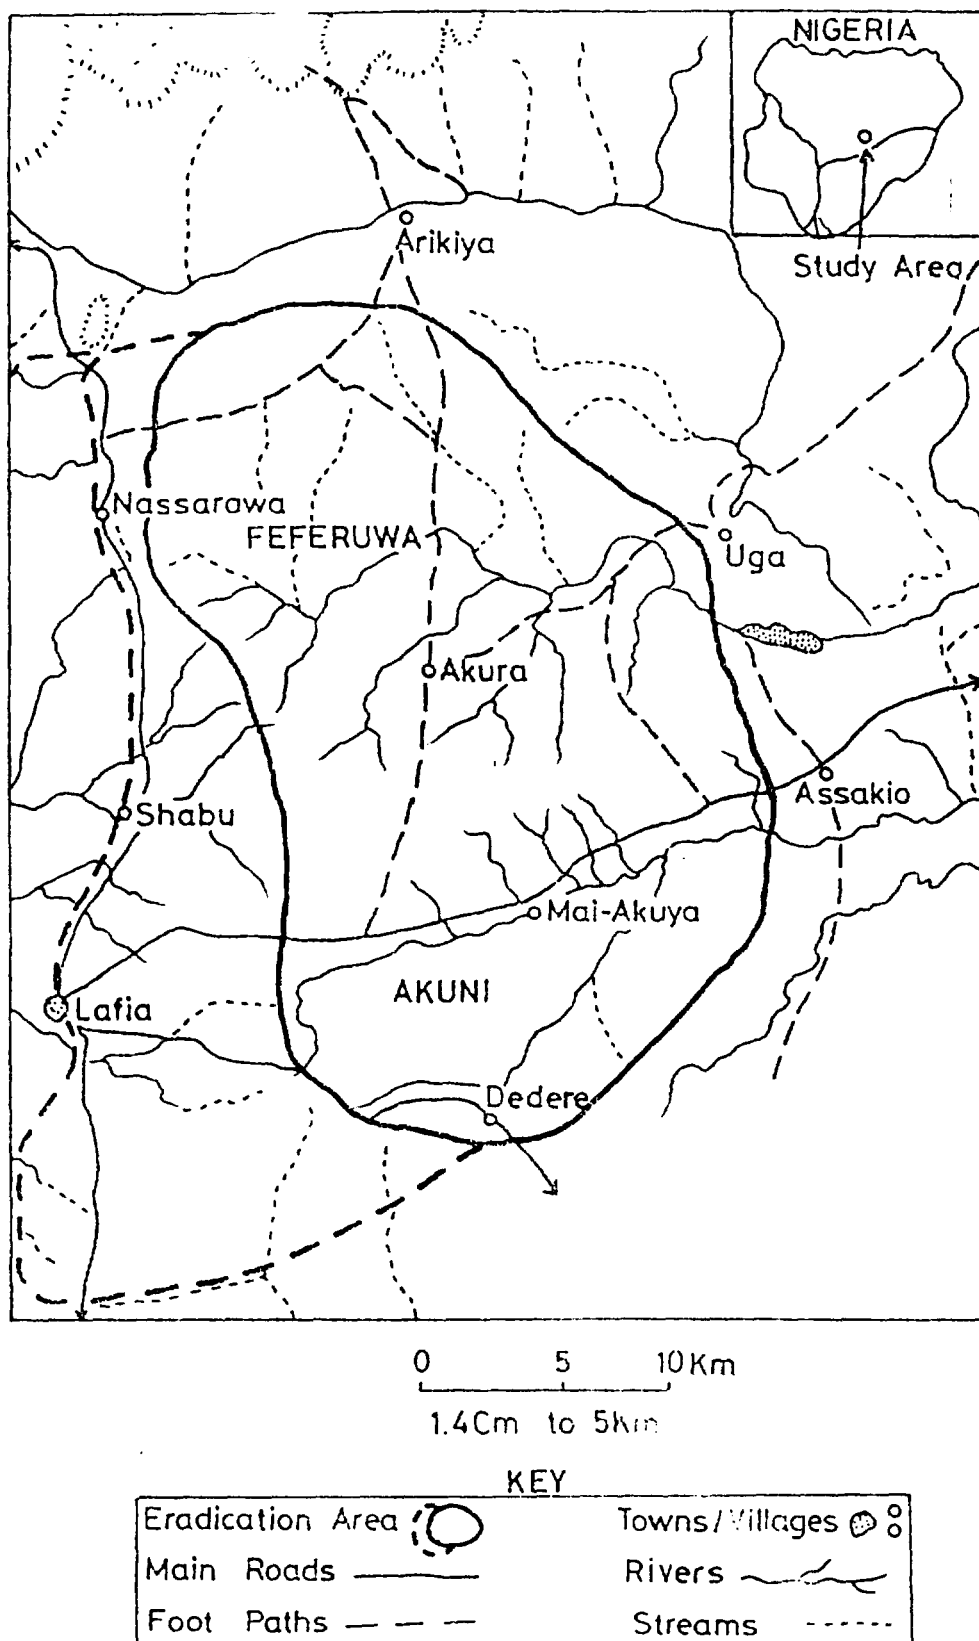 NIGERIA
Study Area
Arikiya
Nassarawa
FEFERUWA
Uga
Akura
Assakio
Shabu
Mai-Akuya
AKUNI
Lafia
Dedere
0 5 10Km
1.4Cm to 5Km
KEY
Eradication Area
Towns/Villages
Main Roads
Rivers
Foot Paths
Streams